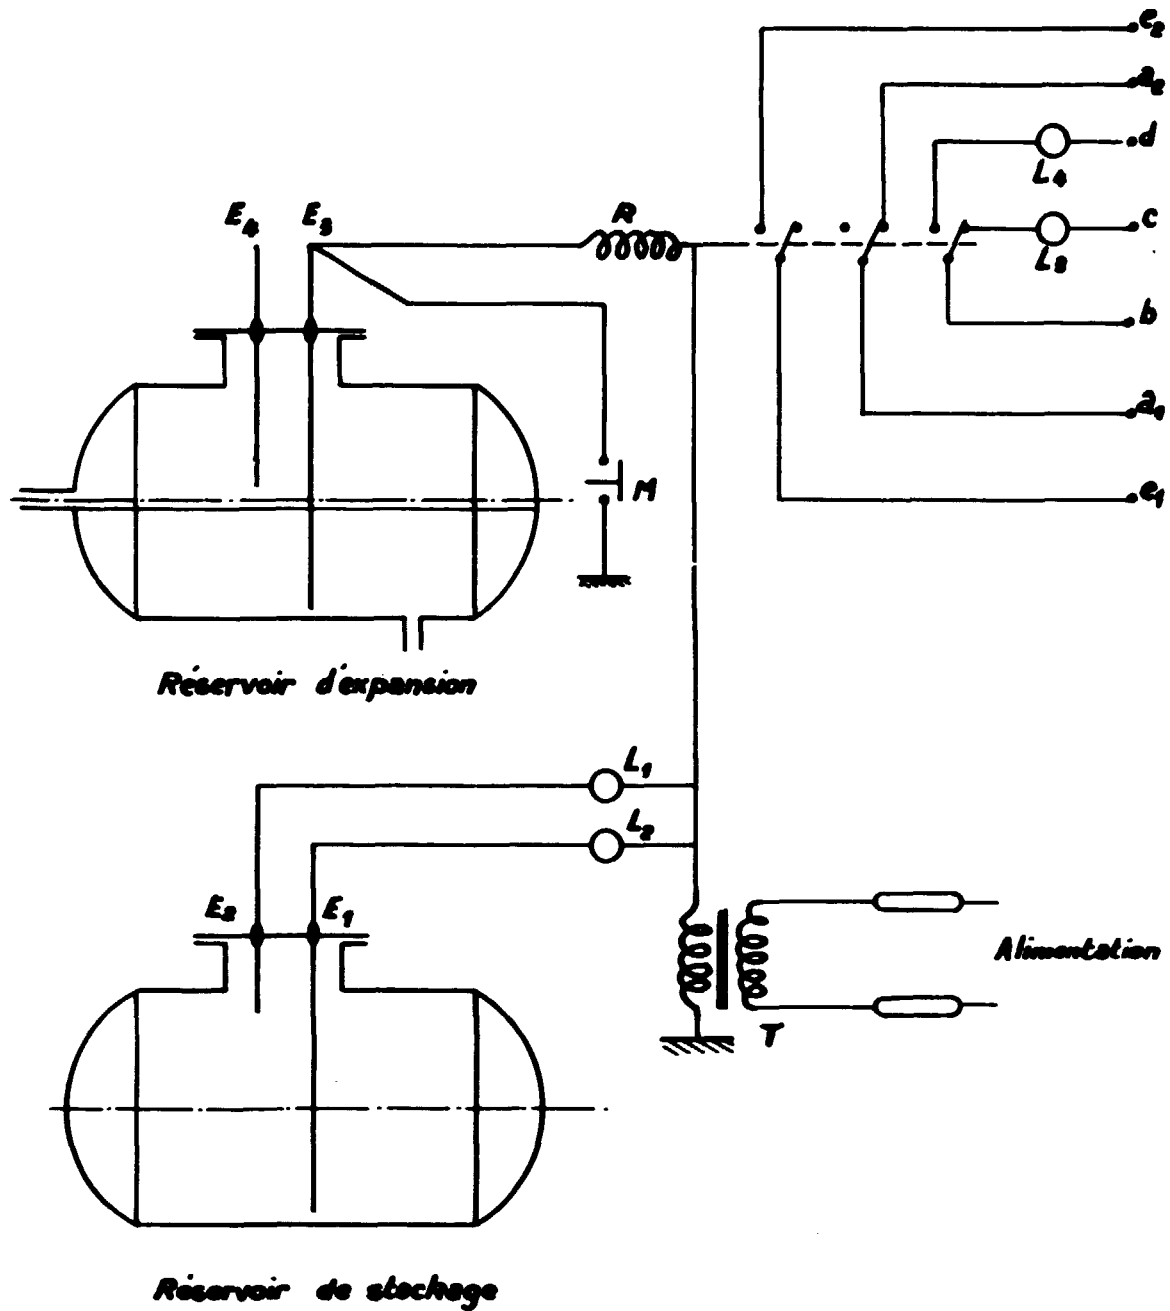 e2
a2
d
L4
E4 E3 R
c
L3
b
a1
M
e1
Réservoir d'expansion
L1
L2
E2 E1
Alimentation
T
Réservoir de stockage